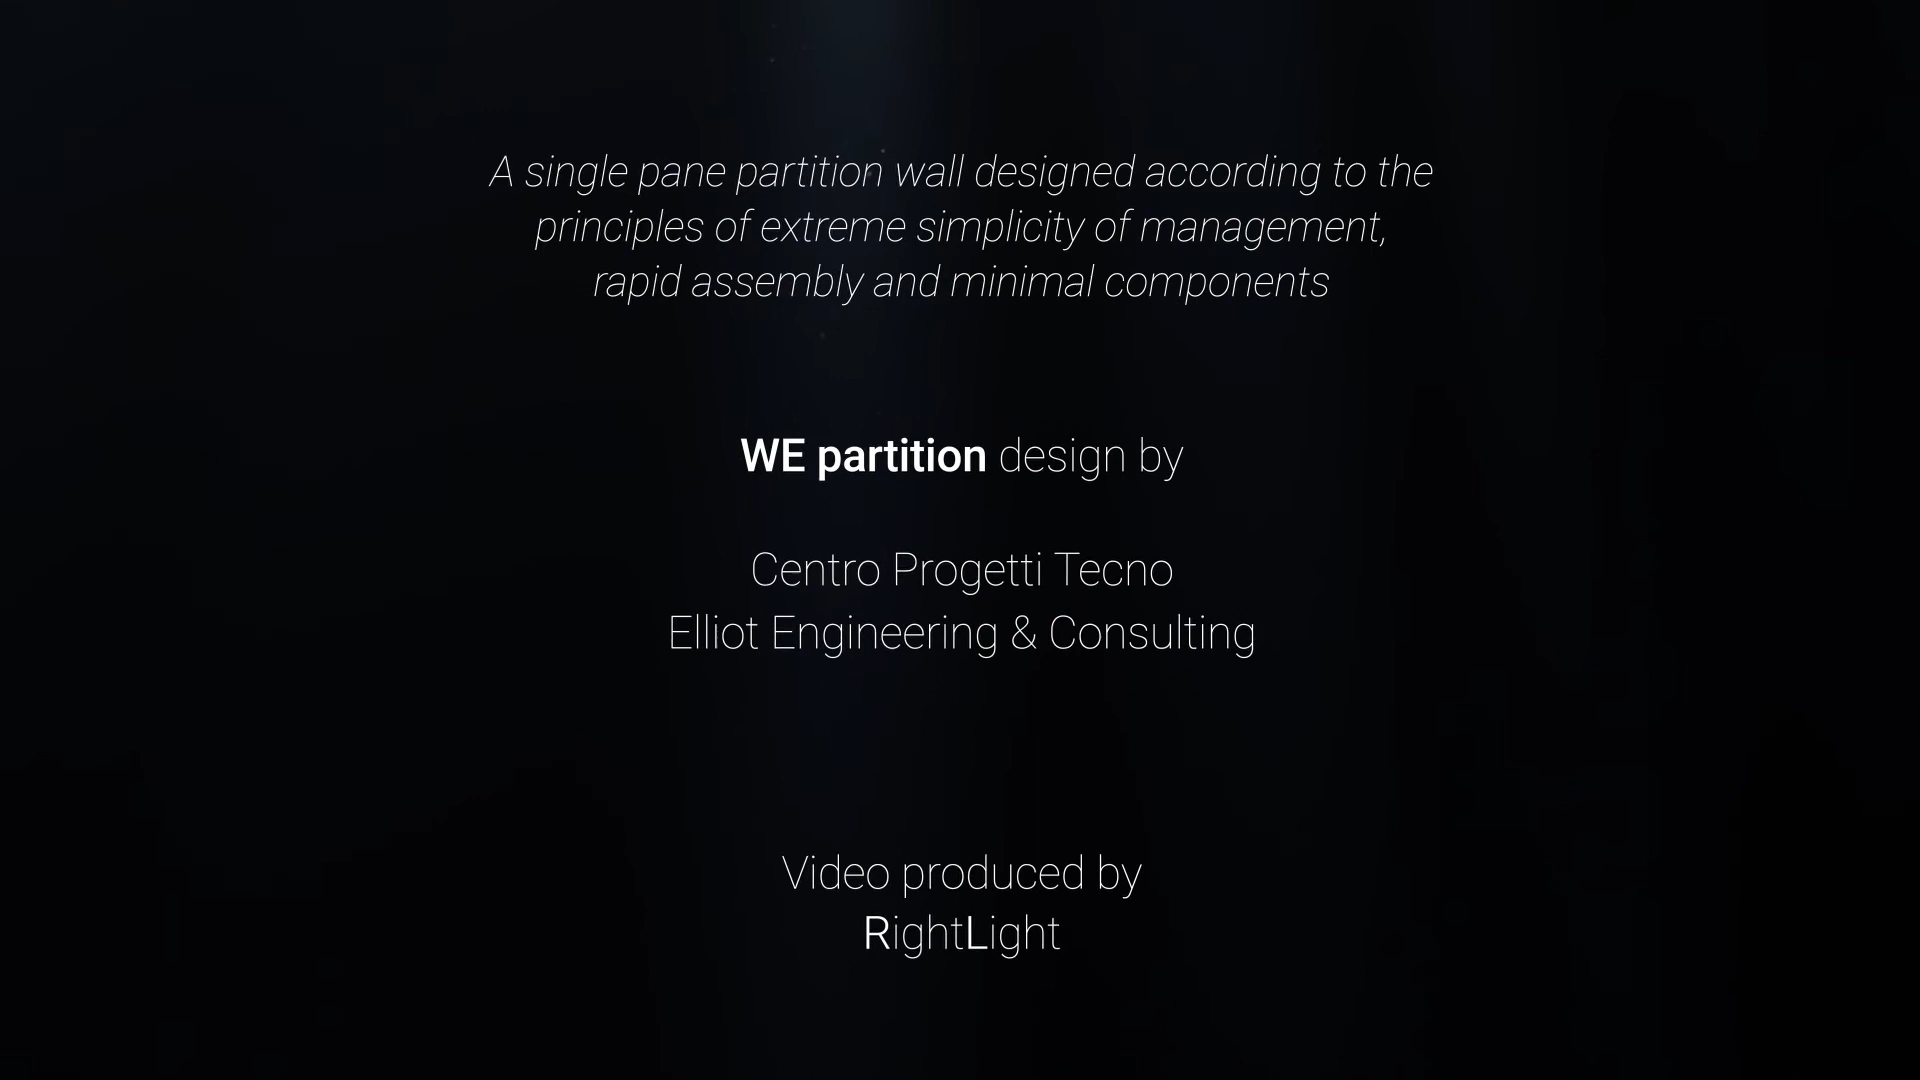 A single pane partition wall designed according to the
principles of extreme simplicity of management,
rapid assembly and minimal components
WE partition design by
Centro Progetti Tecno
Elliot Engineering & Consulting
Video produced by
RightLight